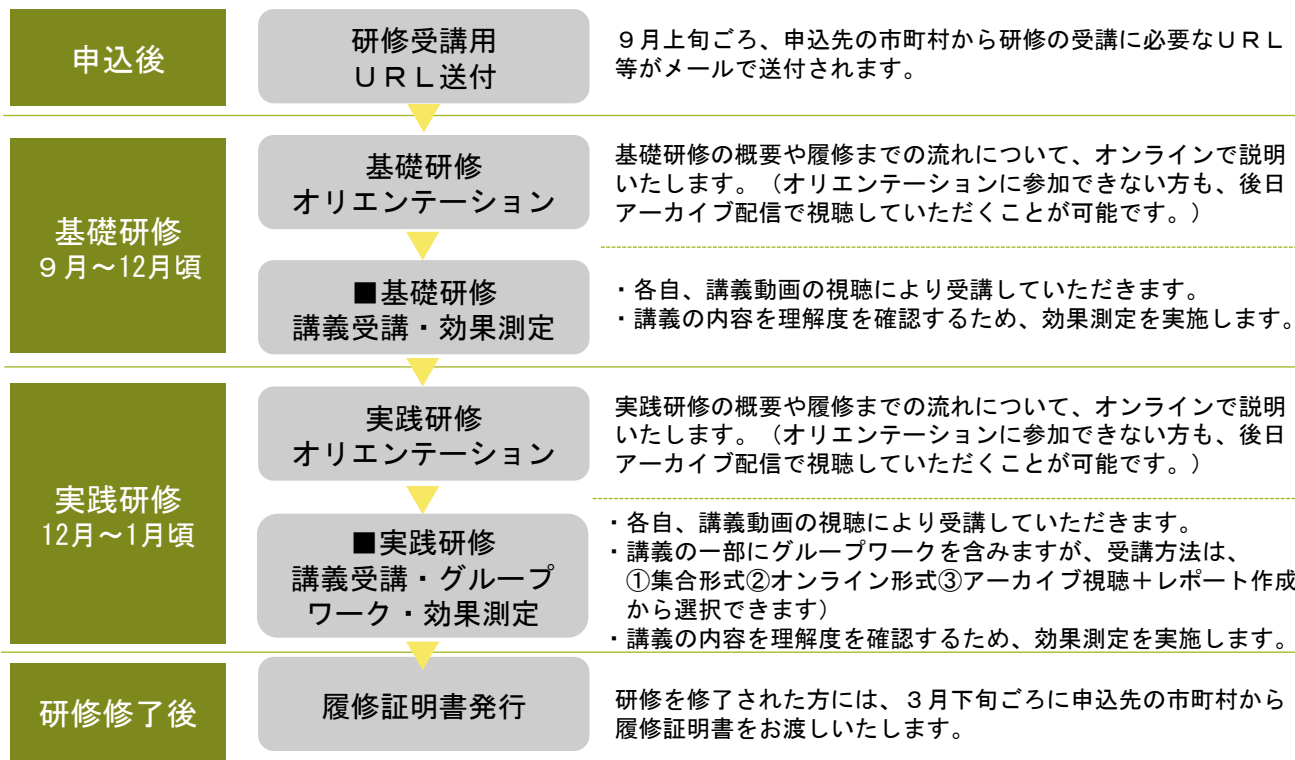 申込後
研修受講用
ＵＲＬ送付
９月上旬ごろ、申込先の市町村から研修の受講に必要なＵＲＬ
等がメールで送付されます。
基礎研修
９月～12月頃
基礎研修
オリエンテーション
基礎研修の概要や履修までの流れについて、オンラインで説明
いたします。（オリエンテーションに参加できない方も、後日
アーカイブ配信で視聴していただくことが可能です。）
■基礎研修
講義受講・効果測定
・各自、講義動画の視聴により受講していただきます。
・講義の内容を理解度を確認するため、効果測定を実施します。
実践研修
12月～1月頃
実践研修
オリエンテーション
実践研修の概要や履修までの流れについて、オンラインで説明
いたします。（オリエンテーションに参加できない方も、後日
アーカイブ配信で視聴していただくことが可能です。）
■実践研修
講義受講・グループ
ワーク・効果測定
・各自、講義動画の視聴により受講していただきます。
・講義の一部にグループワークを含みますが、受講方法は、
①集合形式②オンライン形式③アーカイブ視聴＋レポート作成
から選択できます）
・講義の内容を理解度を確認するため、効果測定を実施します。
研修修了後
履修証明書発行
研修を修了された方には、３月下旬ごろに申込先の市町村から
履修証明書をお渡しいたします。